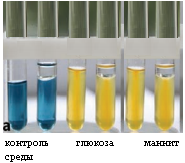 а
контроль глюкоза маннит
среды